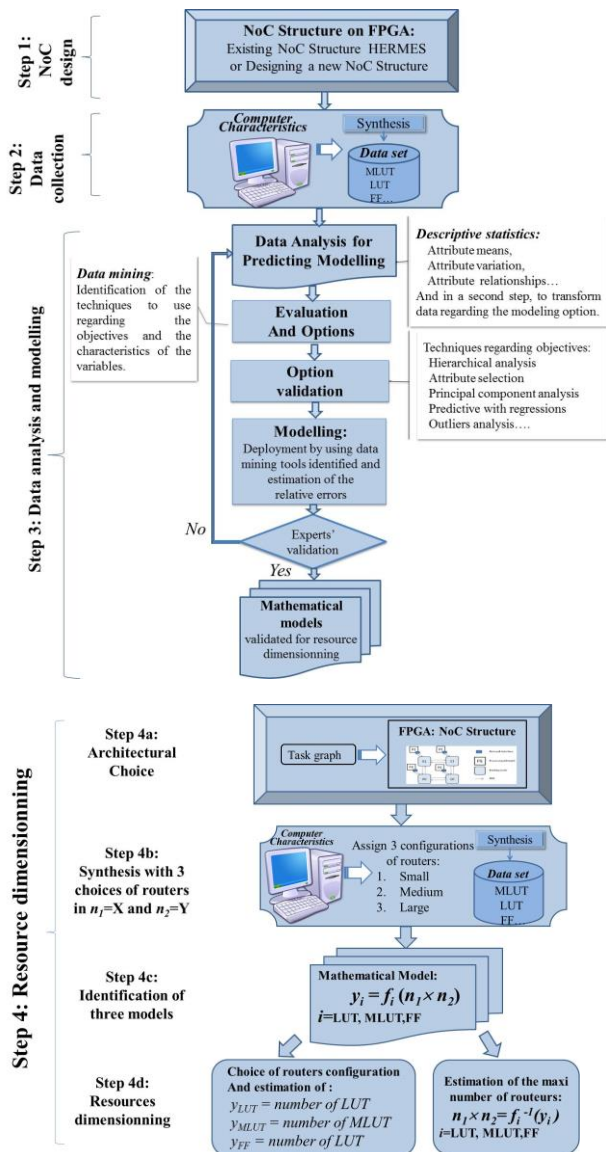 Step 1:
NoC
design
NoC Structure on FPGA:
Existing NoC Structure HERMES
or Designing a new NoC Structure
Step 2:
Data
collection
Computer
Characteristics
Synthesis
Data set
MLUT
LUT
FF...
Step 3: Data analysis and modelling
Data Analysis for
Predicting Modelling
Descriptive statistics:
Attribute means,
Attribute variation,
Attribute relationships...
And in a second step, to transform
data regarding the modeling option.
Data mining:
Identification of the
techniques to use
regarding the
objectives and the
characteristics of the
variables.
Evaluation
And Options
Option
validation
Techniques regarding objectives:
Hierarchical analysis
Attribute selection
Principal component analysis
Predictive with regressions
Outliers analysis....
Modelling:
Deployment by using data
mining tools identified and
estimation of the
relative errors
No
Experts'
validation
Yes
Mathematical
models
validated for resource
dimensionning
Step 4: Resource dimensionning
Step 4a:
Architectural
Choice
Task graph
FPGA: NoC Structure
Step 4b:
Synthesis with 3
choices of routers
in n1=X and n2=Y
Computer
Characteristics
Assign 3 configurations
of routers:
1. Small
2. Medium
3. Large
Synthesis
Data set
MLUT
LUT
FF...
Step 4c:
Identification of
three models
Mathematical Model:
yi = fi (n1 × n2)
i=LUT, MLUT,FF
Step 4d:
Resources
dimensionning
Choice of routers configuration
And estimation of :
yLUT = number of LUT
yMLUT = number of MLUT
yFF = number of LUT
Estimation of the maxi
number of routeurs:
n1 × n2= fi -1(yi )
i=LUT, MLUT,FF